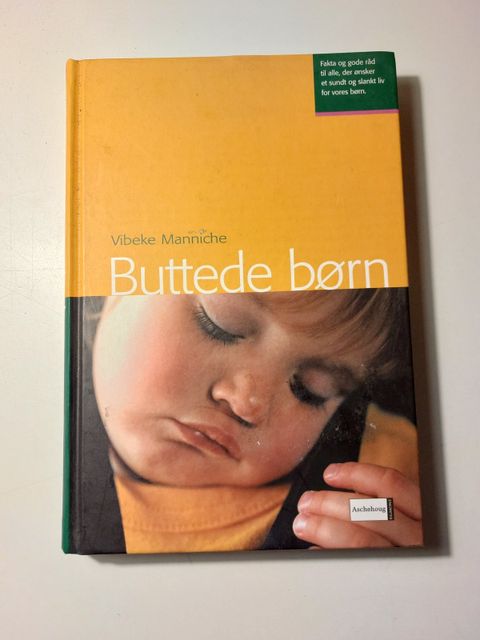 Fakta og gode råd
til alle, der ønsker
et sundt og slankt liv
for vores børn.
Vibeke Manniche
Buttede børn
Aschehoug